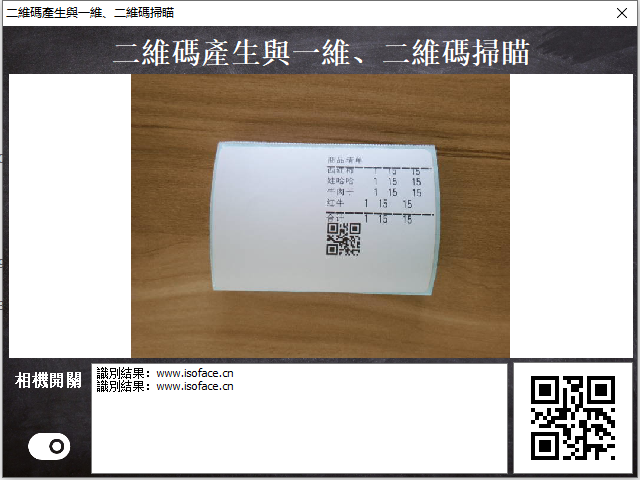 二維碼產生與一維、二維碼掃瞄
二維碼產生與一維、二維碼掃瞄
商品清单
西红柿 1 15 15
娃哈哈 1 15 15
牛肉干 1 15 15
红牛 1 15 15
合计 1 15 15
相機開關
識別結果：www.isoface.cn
識別結果：www.isoface.cn